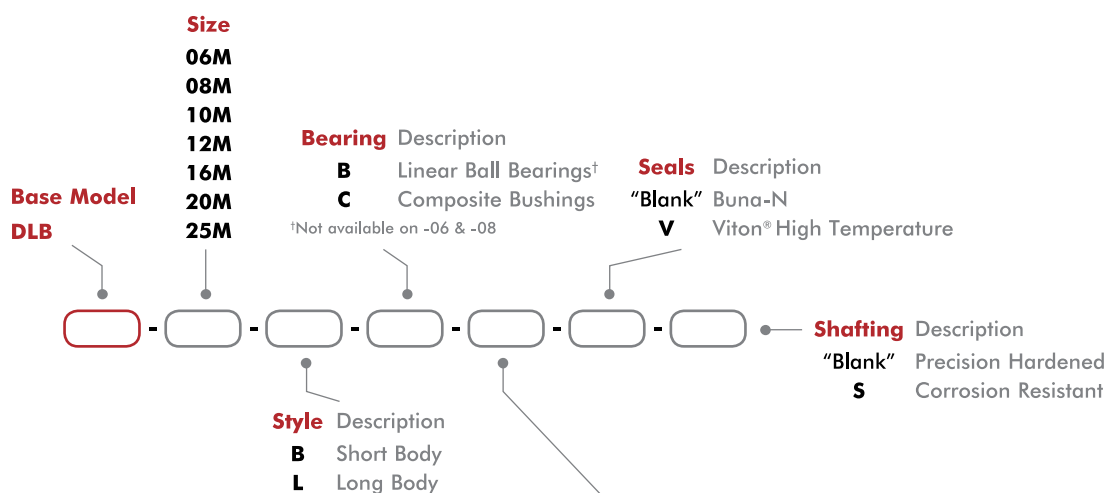 Size
06M
08M
10M
12M
16M
20M
25M
Base Model
DLB
Bearing Description
B Linear Ball Bearings†
C Composite Bushings
†Not available on -06 & -08
Seals Description
"Blank" Buna-N
V Viton® High Temperature
- - - - - -
Shafting Description
"Blank" Precision Hardened
S Corrosion Resistant
Style Description
B Short Body
L Long Body